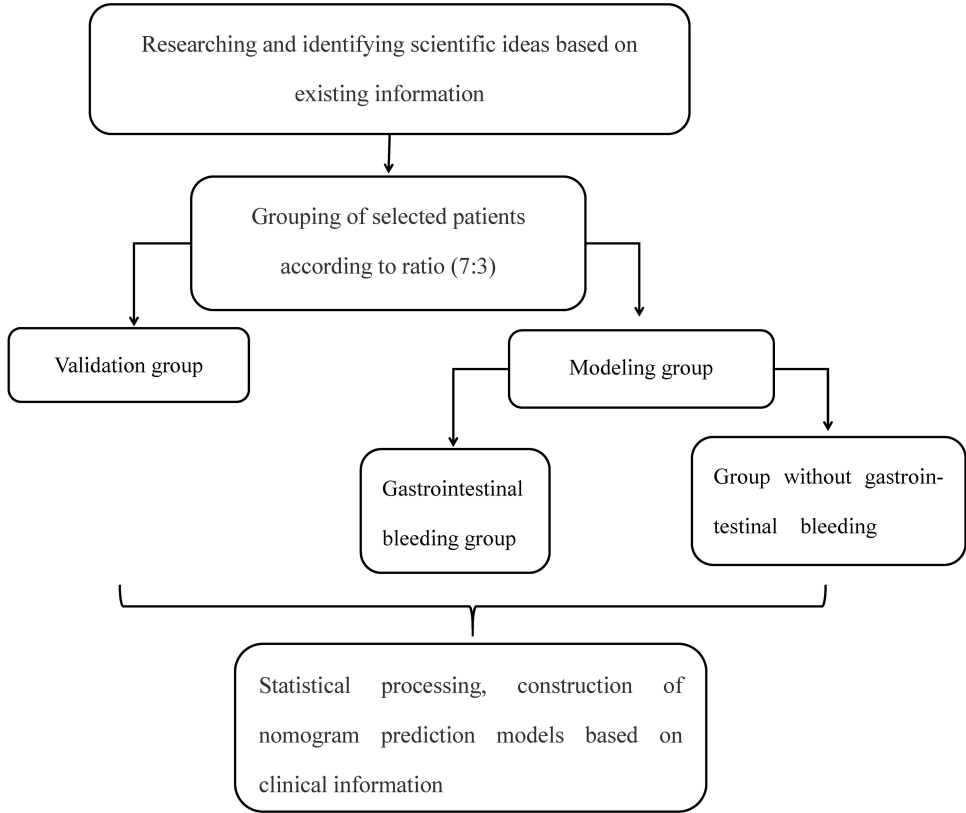 Researching and identifying scientific ideas based on
existing information
Grouping of selected patients
according to ratio (7:3)
Validation group
Modeling group
Gastrointestinal
bleeding group
Group without gastroin-
testinal bleeding
Statistical processing, construction of
nomogram prediction models based on
clinical information